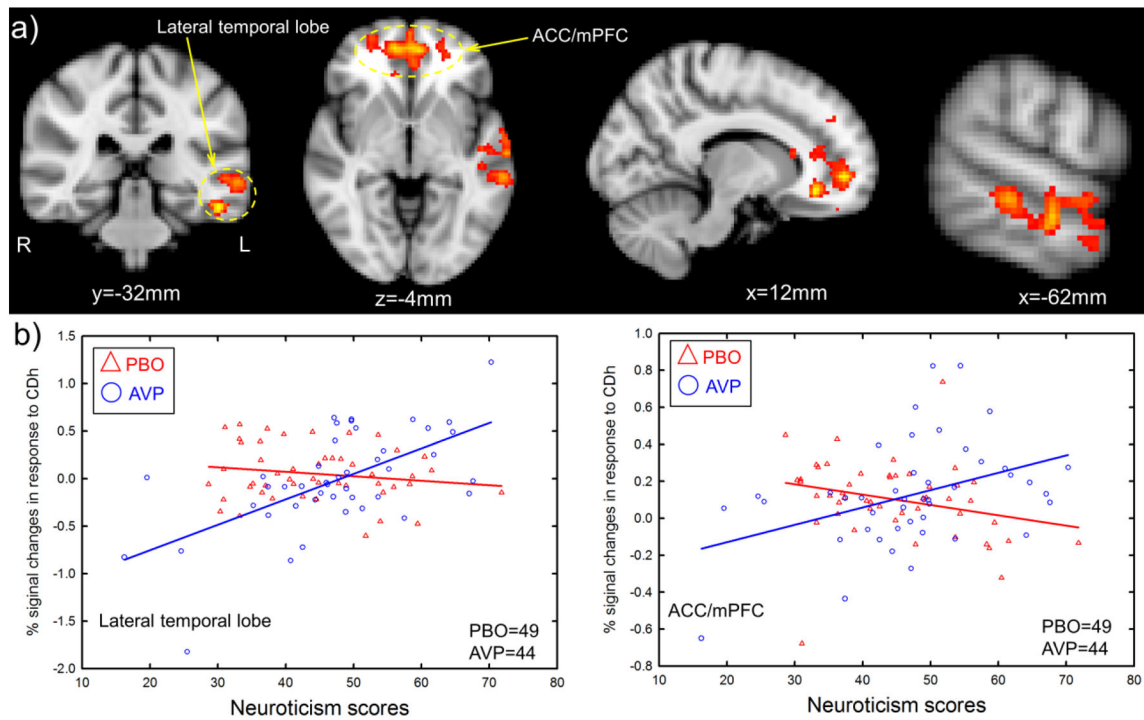 a)
Lateral temporal lobe
ACC/mPFC
R
L
y=-32mm
z=-4mm
x=12mm
x=-62mm
b)
% siginal changes in response to CDh
1.5
1.0
0.5
0.0
-0.5
-1.0
-1.5
-2.0
PBO
AVP
Lateral temporal lobe
PBO=49
AVP=44
10 20 30 40 50 60 70 80
Neuroticism scores
% siginal changes in response to CDh
1.0
0.8
0.6
0.4
0.2
0.0
-0.2
-0.4
-0.6
-0.8
PBO
AVP
ACC/mPFC
PBO=49
AVP=44
10 20 30 40 50 60 70 80
Neuroticism scores